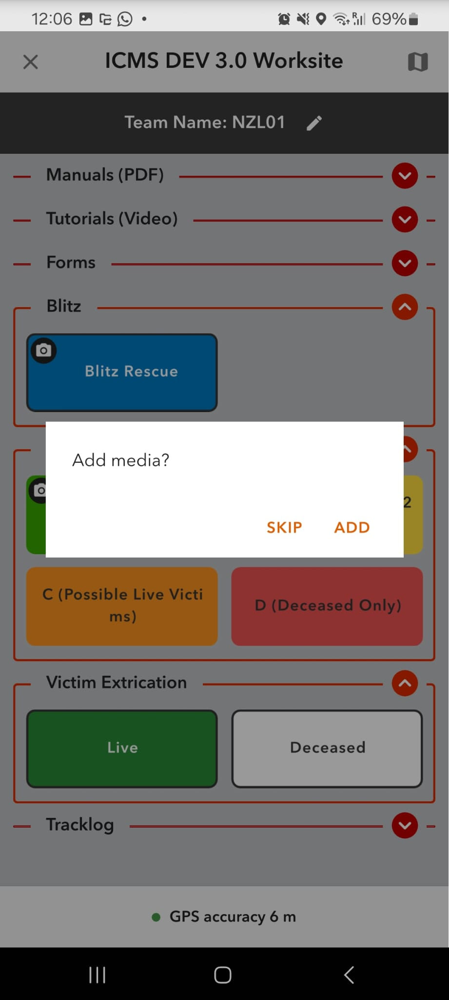 12:06
R
69%
ICMS DEV 3.0 Worksite
Team Name: NZL01
Manuals (PDF)
Tutorials (Video)
Forms
Blitz
Blitz Rescue
Add media?
2
SKIP ADD
C (Possible Live Victi
ms)
D (Deceased Only)
Victim Extrication
Live
Deceased
Tracklog
GPS accuracy 6 m